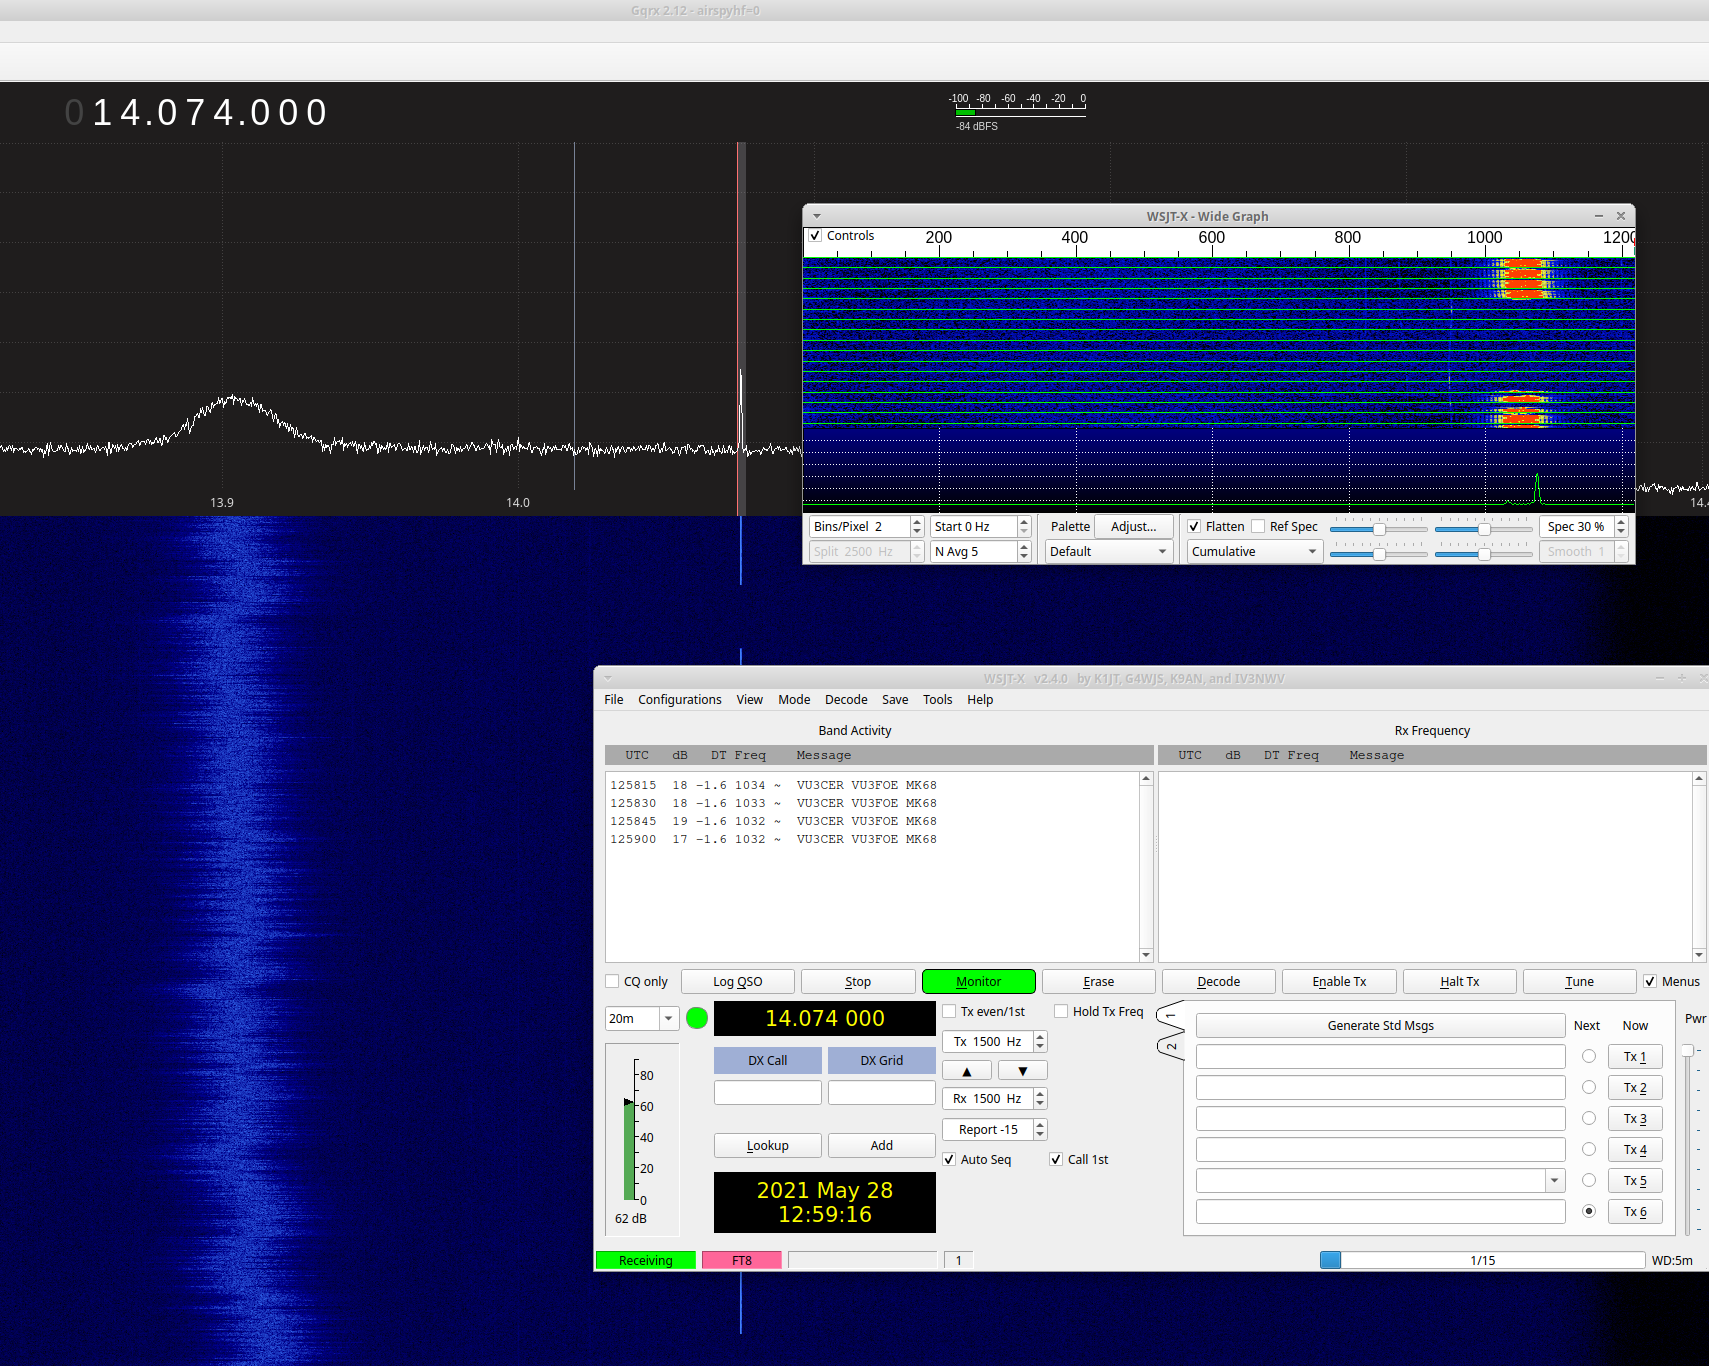 Gqrx 2.12 - airspyhf=0
014.074.000
-100 -80 -60 -40 -20 0
-84 dBFS
WSJT-X - Wide Graph
Controls 200 400 600 800 1000 1200
13.9 14.0 14.4
Bins/Pixel 2 Start 0 Hz Palette Adjust... Flatten Ref Spec Spec 30 %
Split 2500 Hz N Avg 5 Default Cumulative Smooth 1
WSJT-X v2.4.0 by K1JT, G4WJS, K9AN, and IV3NWV
File Configurations View Mode Decode Save Tools Help
Band Activity Rx Frequency
UTC dB DT Freq Message UTC dB DT Freq Message
125815 18 -1.6 1034 ~ VU3CER VU3FOE MK68
125830 18 -1.6 1033 ~ VU3CER VU3FOE MK68
125845 19 -1.6 1032 ~ VU3CER VU3FOE MK68
125900 17 -1.6 1032 ~ VU3CER VU3FOE MK68
CQ only Log QSO Stop Monitor Erase Decode Enable Tx Halt Tx Tune Menus
20m 14.074 000 Tx even/1st Hold Tx Freq 1 Generate Std Msgs Next Now Pwr
Tx 1500 Hz 2 Tx 1
DX Call DX Grid
80 ▲ ▼ Tx 2
60 Rx 1500 Hz Tx 3
40 Report -15 Tx 4
Lookup Add
20 Auto Seq Call 1st Tx 5
0
2021 May 28
12:59:16
62 dB Tx 6
Receiving FT8 1 1/15 WD:5m